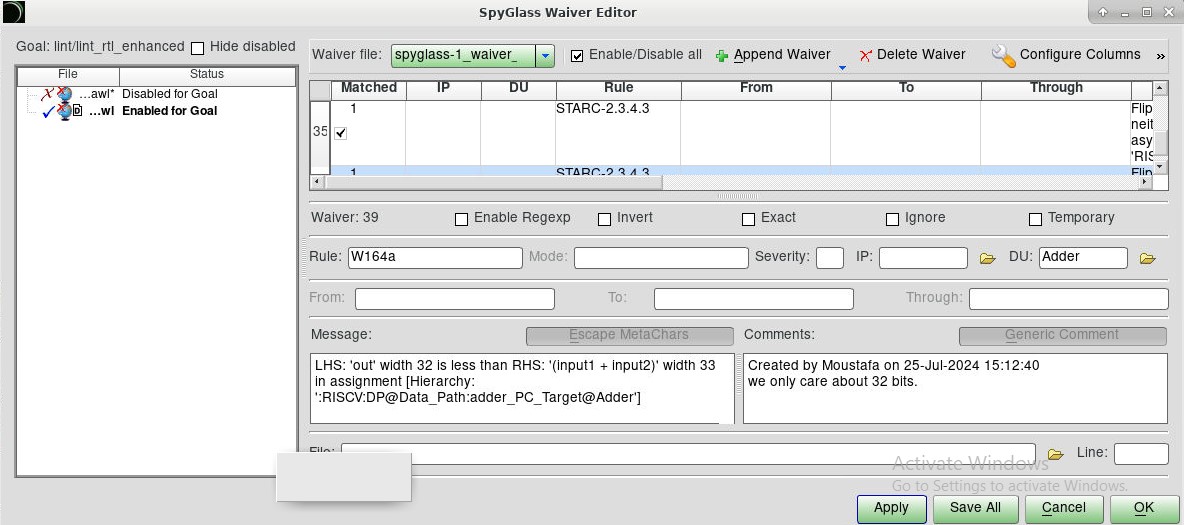 SpyGlass Waiver Editor
Goal: lint/lint_rtl_enhanced Hide disabled
File Status
...awl* Disabled for Goal
...wl Enabled for Goal
Waiver file: spyglass-1_waiver_ Enable/Disable all Append Waiver Delete Waiver Configure Columns »
Matched IP DU Rule From To Through
35
1 STARC-2.3.4.3 Flip
neit
asy
'RIS
1 STARC-2.3.4.3 Flip
Waiver: 39 Enable Regexp Invert Exact Ignore Temporary
Rule: W164a Mode: Severity: IP: DU: Adder
From: To: Through:
Message: Escape MetaChars Comments: Generic Comment
LHS: 'out' width 32 is less than RHS: '(input1 + input2)' width 33
in assignment [Hierarchy:
':RISCV:DP@Data_Path:adder_PC_Target@Adder']
Created by Moustafa on 25-Jul-2024 15:12:40
we only care about 32 bits.
File: Line:
Activate Windows
Go to Settings to activate Windows.
Apply Save All Cancel OK